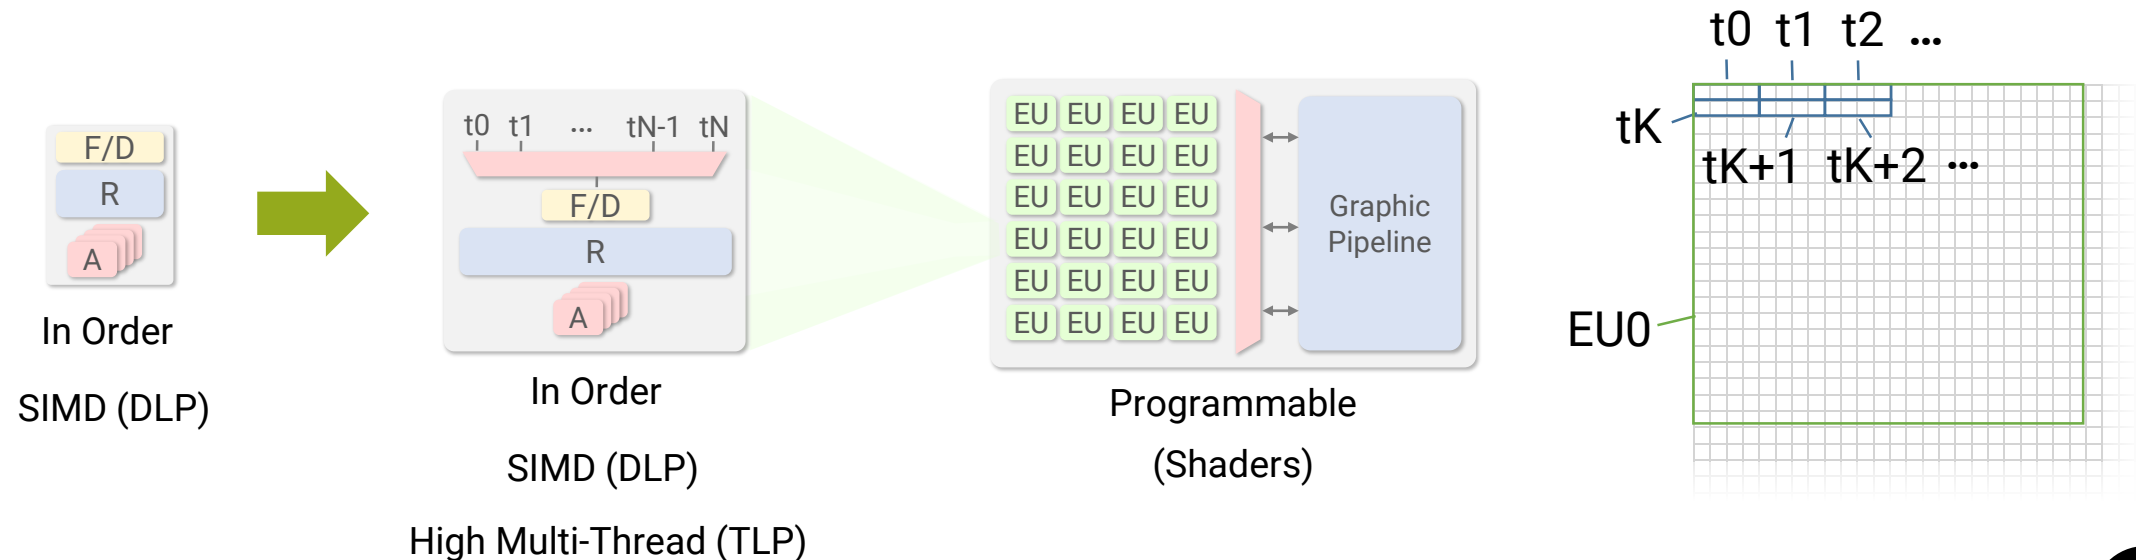 F/D
R
A
In Order
SIMD (DLP)
t0 t1 ... tN-1 tN
F/D
R
A
In Order
SIMD (DLP)
High Multi-Thread (TLP)
EU EU EU EU
EU EU EU EU
EU EU EU EU
EU EU EU EU
EU EU EU EU
EU EU EU EU
Graphic
Pipeline
Programmable
(Shaders)
t0 t1 t2 ...
tK
tK+1 tK+2 ...
EU0